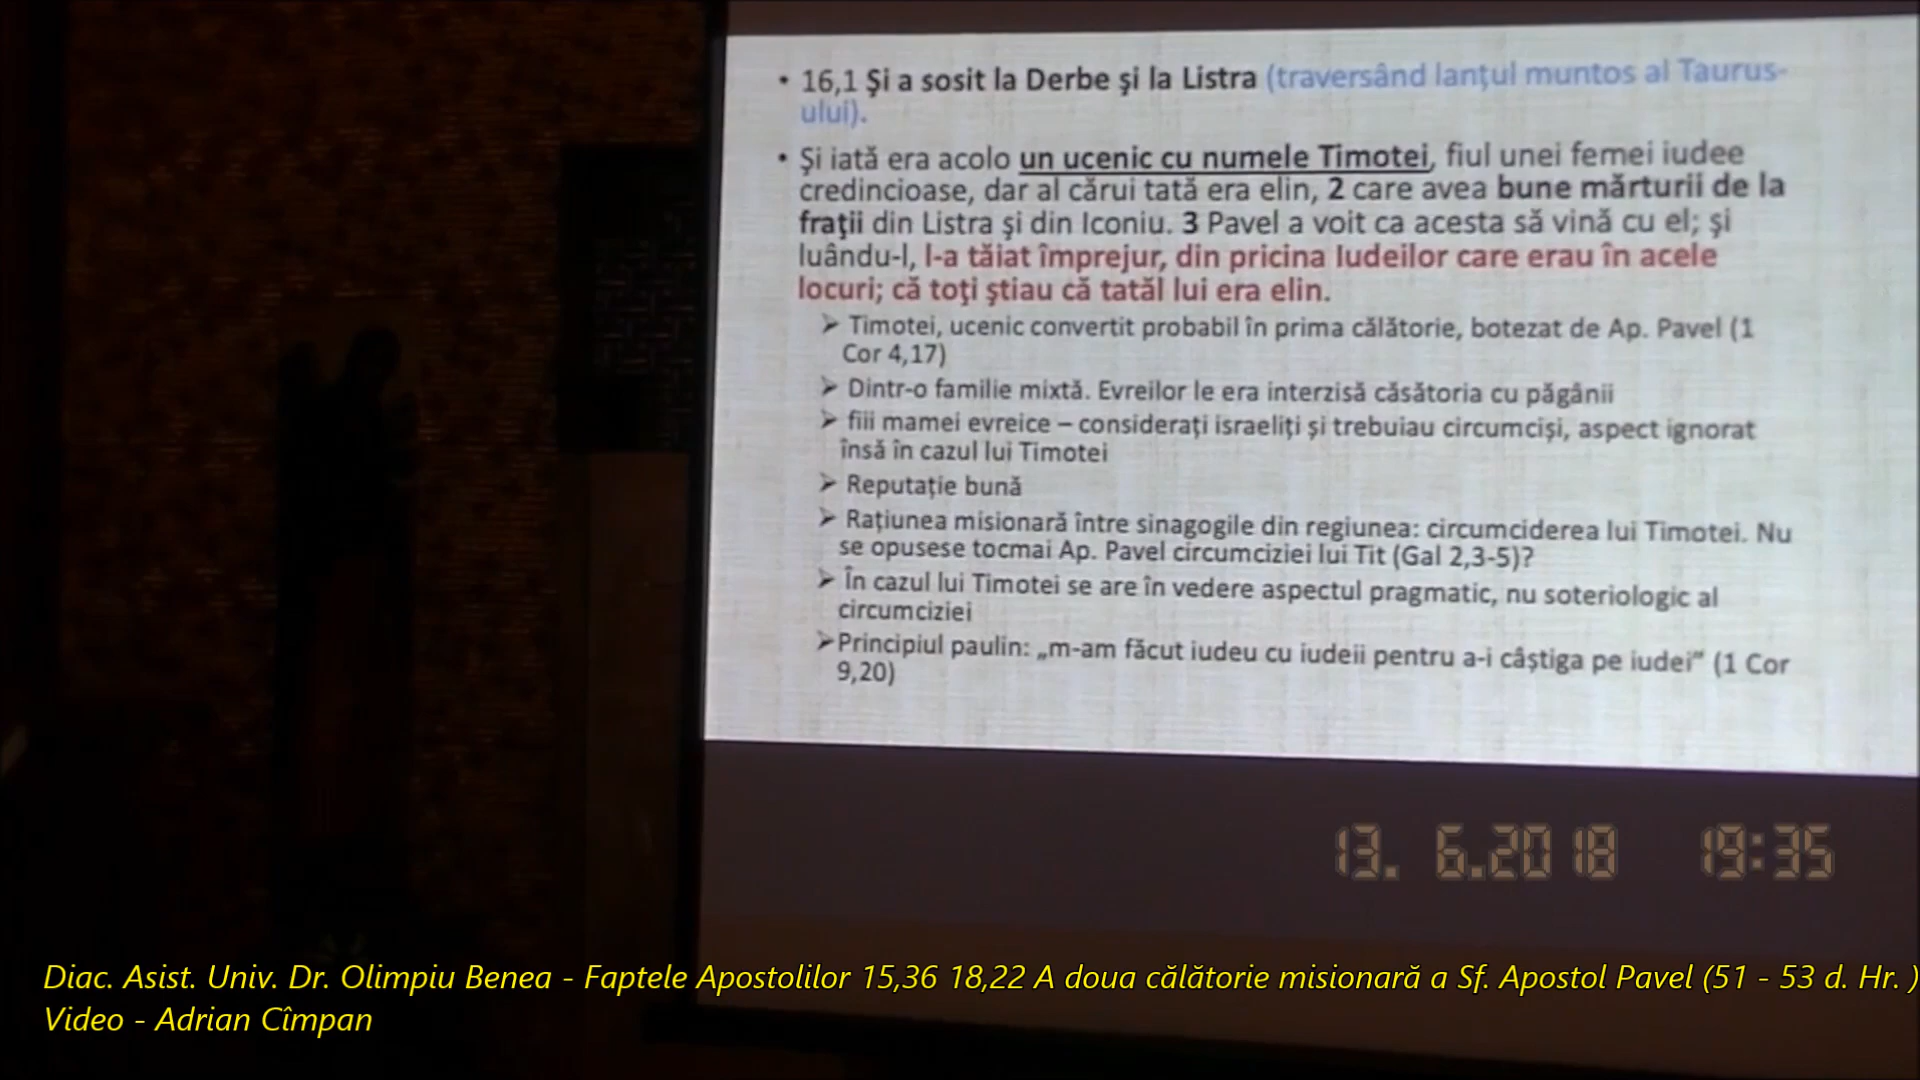 • 16,1 Şi a sosit la Derbe şi la Listra (traversând lanţul muntos al Taurus-
ului).
• Şi iată era acolo un ucenic cu numele Timotei, fiul unei femei iudee
credincioase, dar al cărui tată era elin, 2 care avea bune mărturii de la
fraţii din Listra şi din Iconiu. 3 Pavel a voit ca acesta să vină cu el; şi
luându-l, l-a tăiat împrejur, din pricina Iudeilor care erau în acele
locuri; că toţi ştiau că tatăl lui era elin.
➢ Timotei, ucenic convertit probabil în prima călătorie, botezat de Ap. Pavel (1
Cor 4,17)
➢ Dintr-o familie mixtă. Evreilor le era interzisă căsătoria cu păgânii
➢ fiii mamei evreice – considerați israeliți și trebuiau circumciși, aspect ignorat
însă în cazul lui Timotei
➢ Reputație bună
➢ Rațiunea misionară între sinagogile din regiunea: circumciderea lui Timotei. Nu
se opusese tocmai Ap. Pavel circumciziei lui Tit (Gal 2,3-5)?
➢ În cazul lui Timotei se are în vedere aspectul pragmatic, nu soteriologic al
circumciziei
➢Principiul paulin: „m-am făcut iudeu cu iudeii pentru a-i câștiga pe iudei” (1 Cor
9,20)
13. 6.2018 19:35
Diac. Asist. Univ. Dr. Olimpiu Benea - Faptele Apostolilor 15,36 18,22 A doua călătorie misionară a Sf. Apostol Pavel (51 - 53 d. Hr. )
Video - Adrian Cîmpan